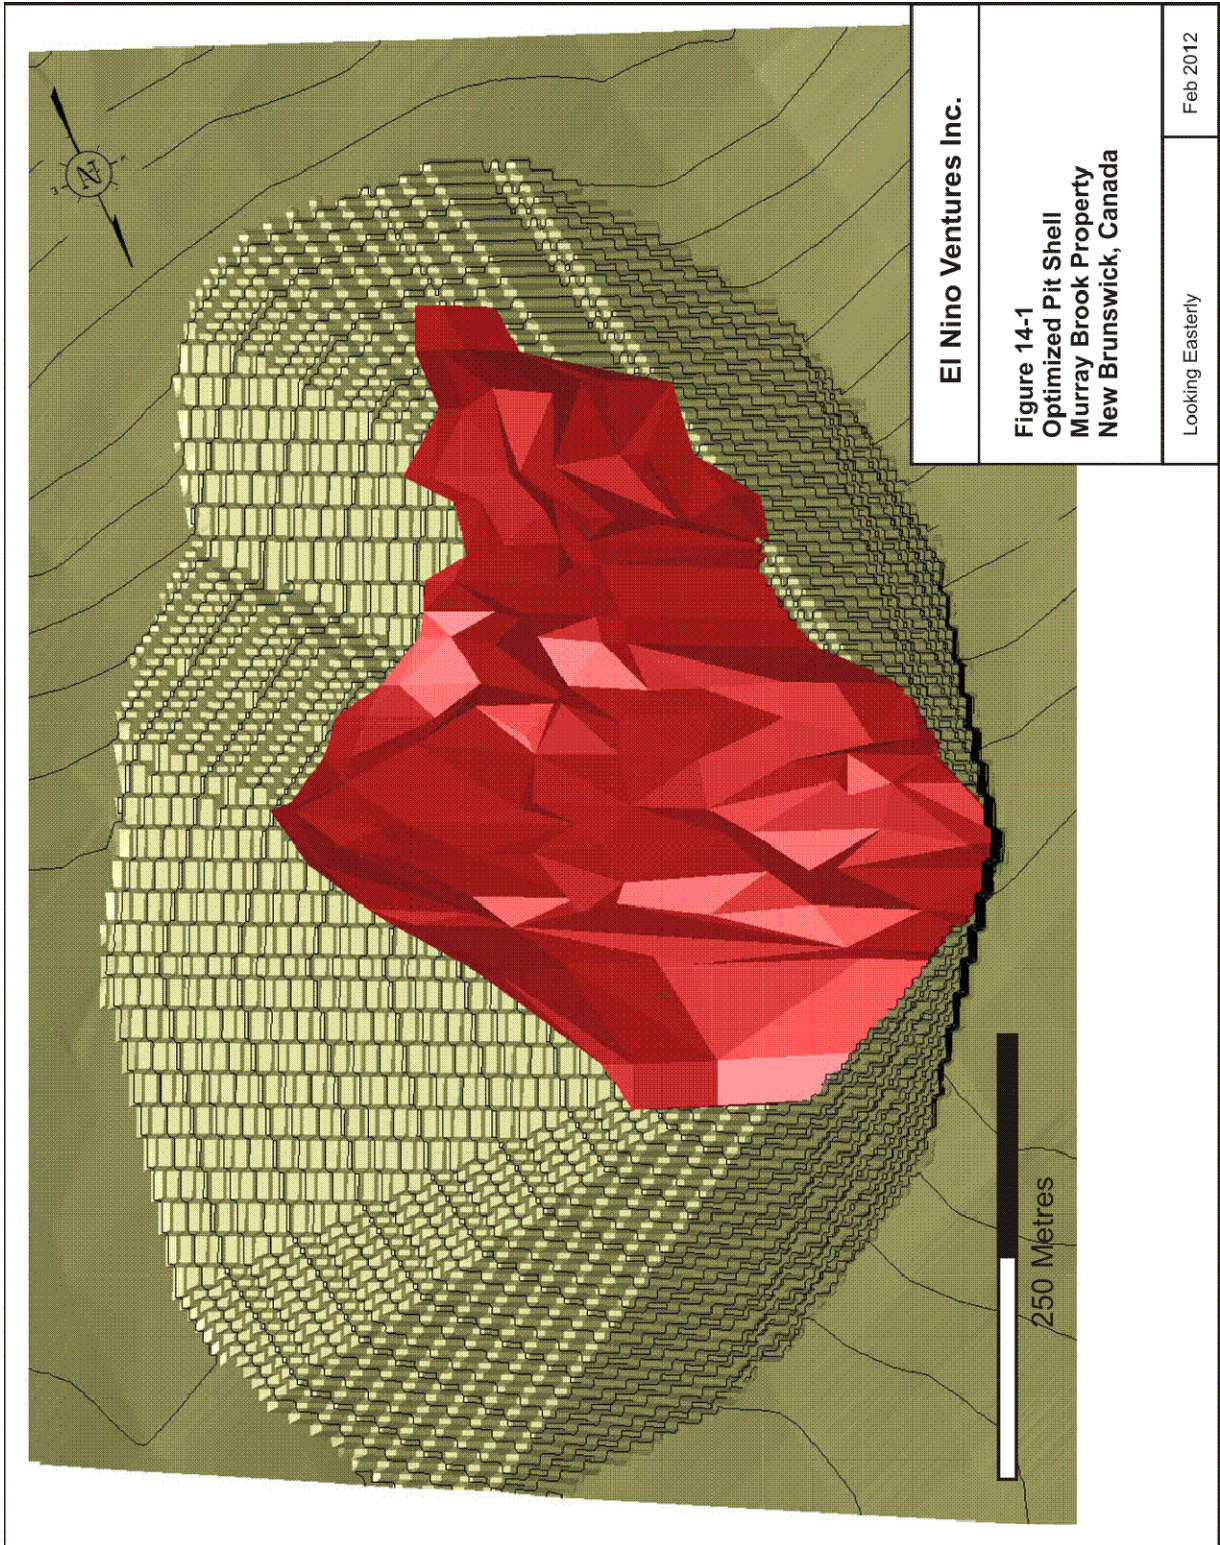 N
250 Metres
El Nino Ventures Inc.
Figure 14-1
Optimized Pit Shell
Murray Brook Property
New Brunswick, Canada
Looking Easterly
Feb 2012